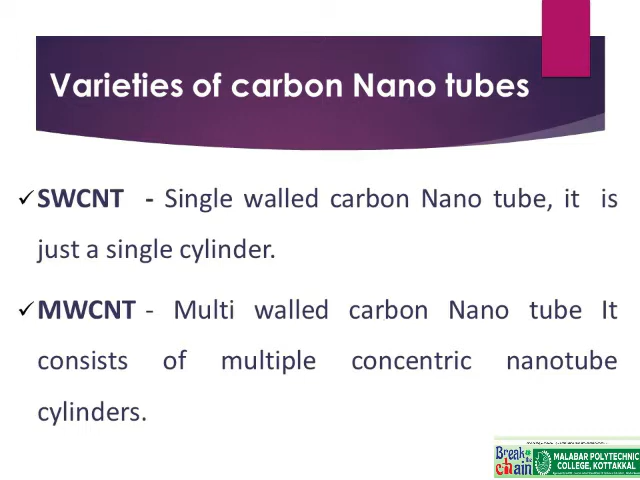 Varieties of carbon Nano tubes
✓SWCNT - Single walled carbon Nano tube, it is
just a single cylinder.
✓MWCNT - Multi walled carbon Nano tube It
consists of multiple concentric nanotube
cylinders.
Break the chain
MALABAR POLYTECHNIC
COLLEGE, KOTTAKKAL